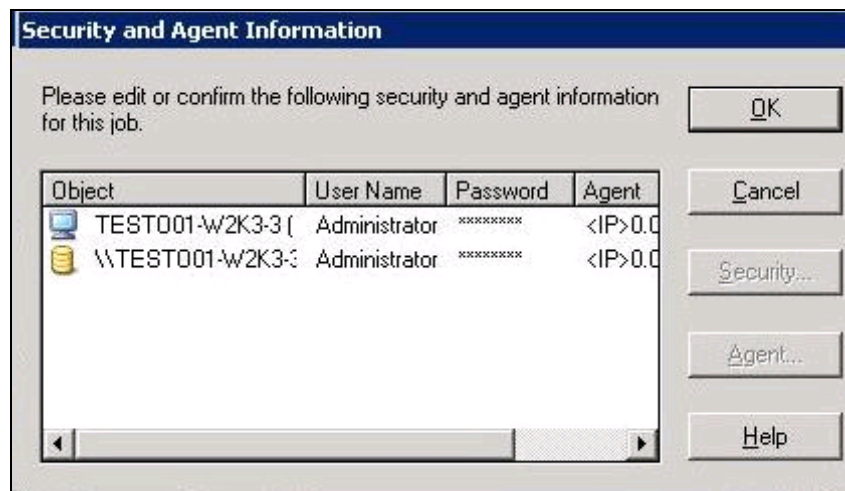 Security and Agent Information
Please edit or confirm the following security and agent information
for this job.
OK
Object User Name Password Agent
Cancel
TESTO01-W2K3-3 ( Administrator ******** <IP>0.0
\\TESTO01-W2K3-3 Administrator ******** <IP>0.0
Security...
Agent...
Help